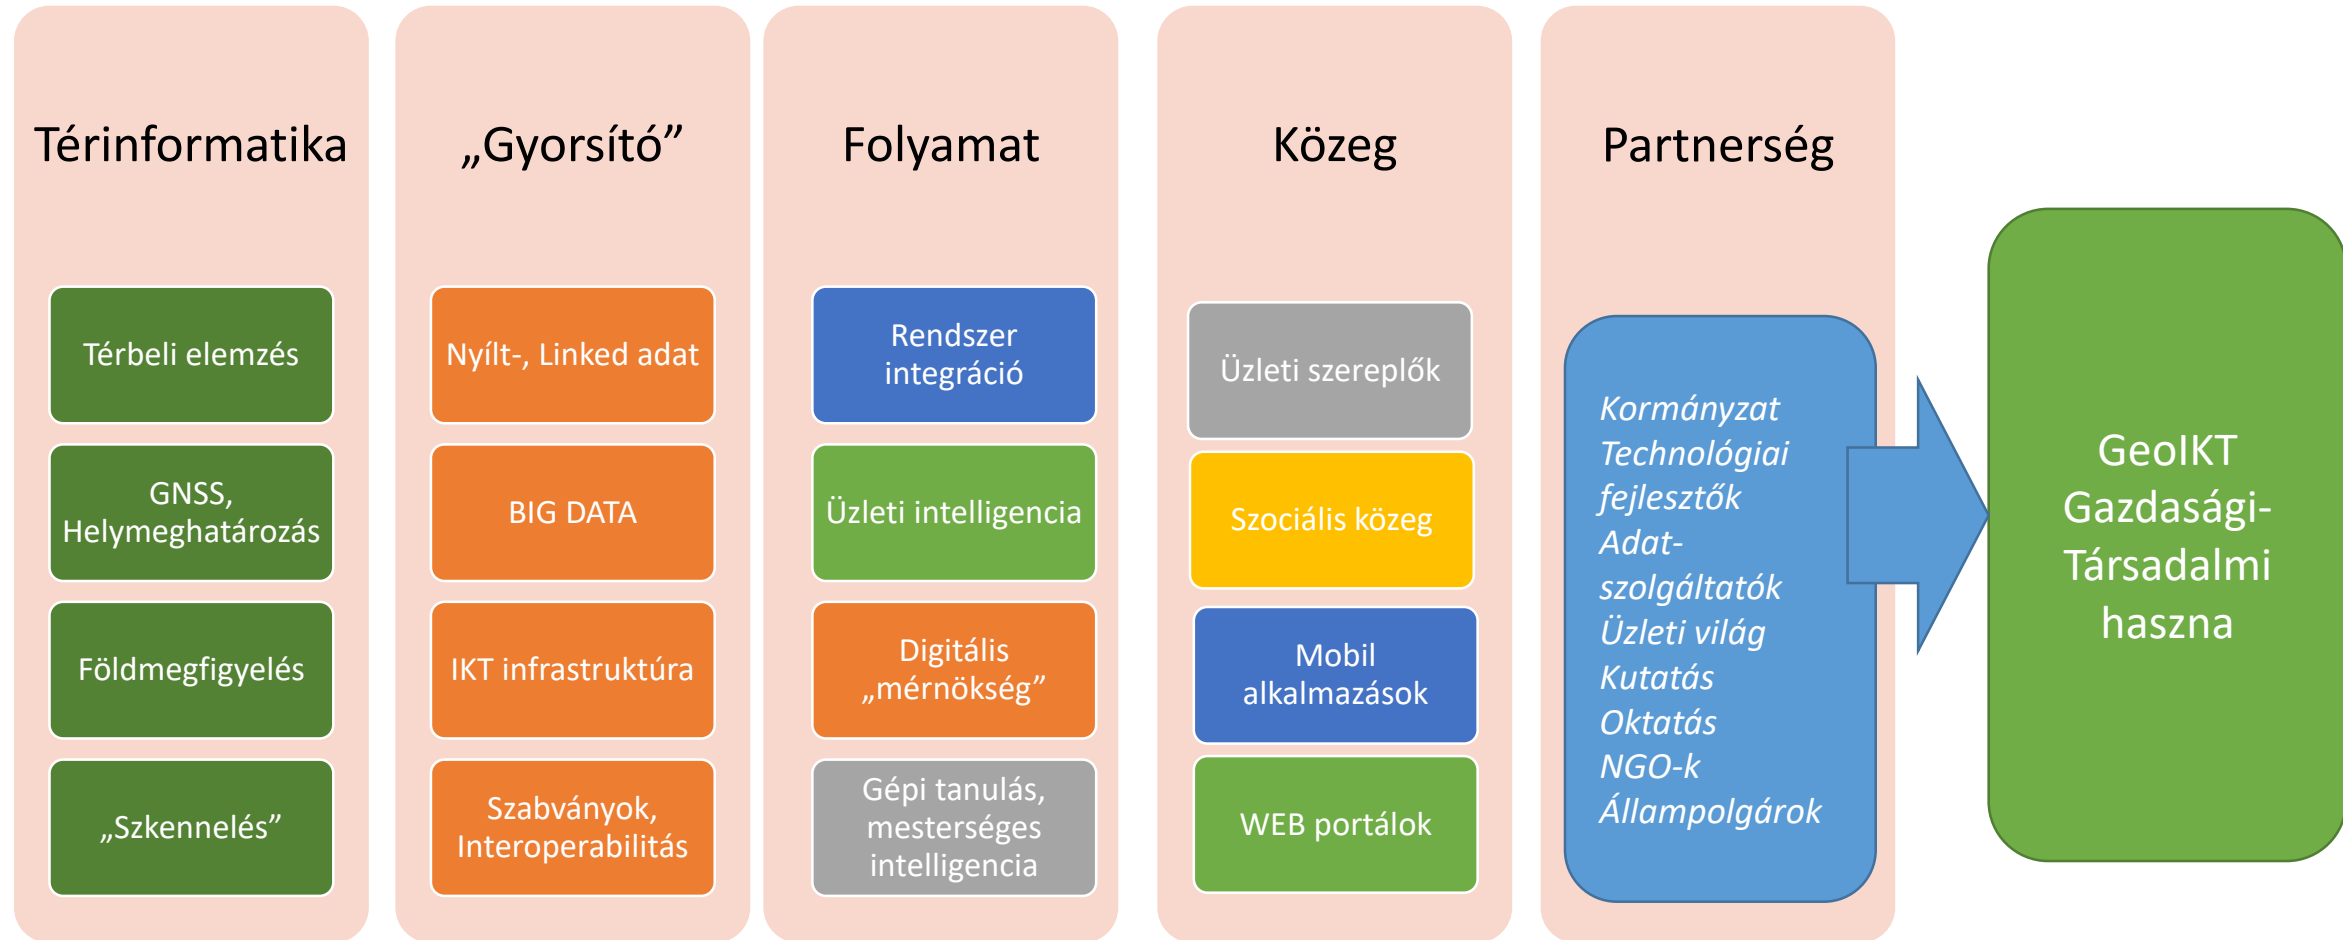 Térinformatika
Térbeli elemzés
GNSS,
Helymeghatározás
Földmegfigyelés
„Szkennelés”
„Gyorsító”
Nyílt-, Linked adat
BIG DATA
IKT infrastruktúra
Szabványok,
Interoperabilitás
Folyamat
Rendszer
integráció
Üzleti intelligencia
Digitális
„mérnökség”
Gépi tanulás,
mesterséges
intelligencia
Közeg
Üzleti szereplők
Szociális közeg
Mobil
alkalmazások
WEB portálok
Partnerség
Kormányzat
Technológiai
fejlesztők
Adat-
szolgáltatók
Üzleti világ
Kutatás
Oktatás
NGO-k
Állampolgárok
GeoIKT
Gazdasági-
Társadalmi
haszna